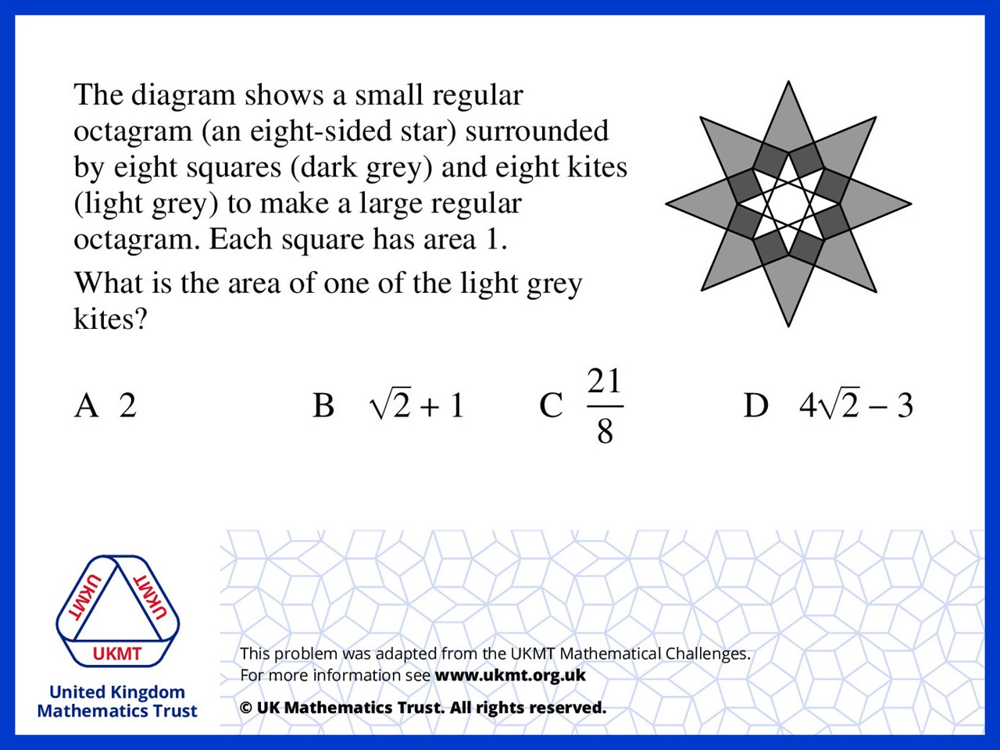 The diagram shows a small regular
octagram (an eight-sided star) surrounded
by eight squares (dark grey) and eight kites
(light grey) to make a large regular
octagram. Each square has area 1.
What is the area of one of the light grey
kites?
A 2 B √2 + 1 C 21/8 D 4√2 − 3
UKMT UKMT
UKMT
United Kingdom
Mathematics Trust
This problem was adapted from the UKMT Mathematical Challenges.
For more information see www.ukmt.org.uk
© UK Mathematics Trust. All rights reserved.